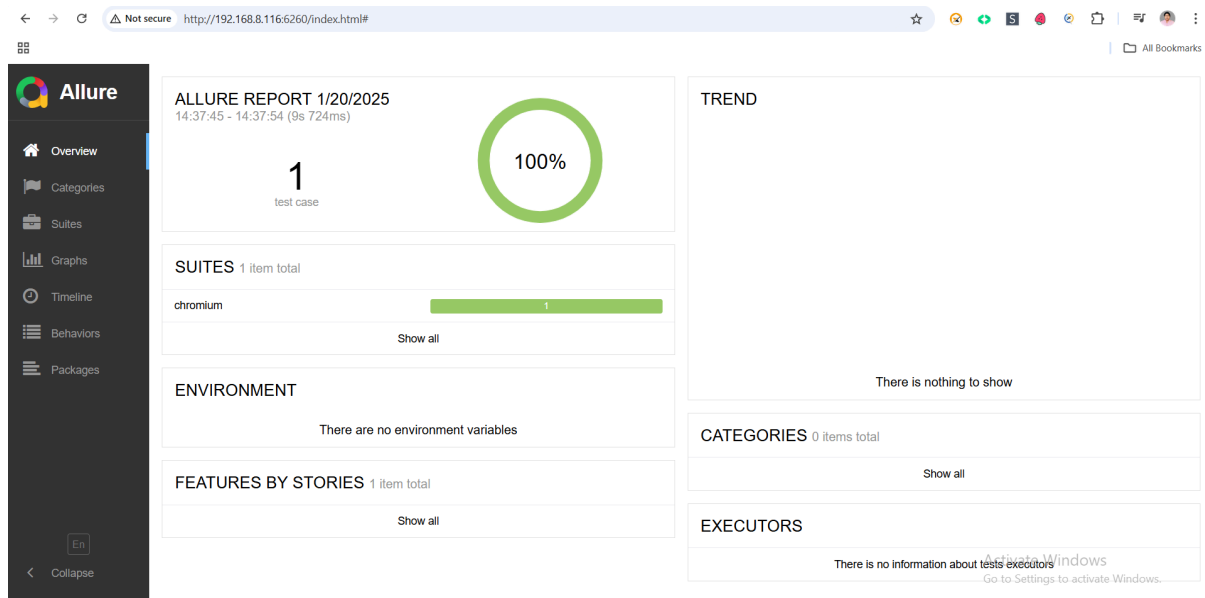 Not secure http://192.168.8.116:6260/index.html#
S
All Bookmarks
Allure
Overview
Categories
Suites
Graphs
Timeline
Behaviors
Packages
En
Collapse
ALLURE REPORT 1/20/2025
14:37:45 - 14:37:54 (9s 724ms)
1
test case
100%
SUITES 1 item total
chromium 1
Show all
ENVIRONMENT
There are no environment variables
FEATURES BY STORIES 1 item total
Show all
TREND
There is nothing to show
CATEGORIES 0 items total
Show all
EXECUTORS
There is no information about tests executors
Activate Windows
Go to Settings to activate Windows.